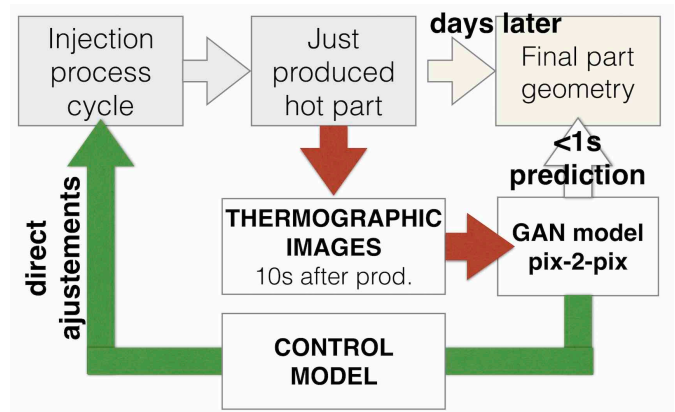 Injection
process
cycle
Just
produced
hot part
days later
Final part
geometry
<1s
prediction
THERMOGRAPHIC
IMAGES
10s after prod.
GAN model
pix-2-pix
direct
ajustements
CONTROL
MODEL